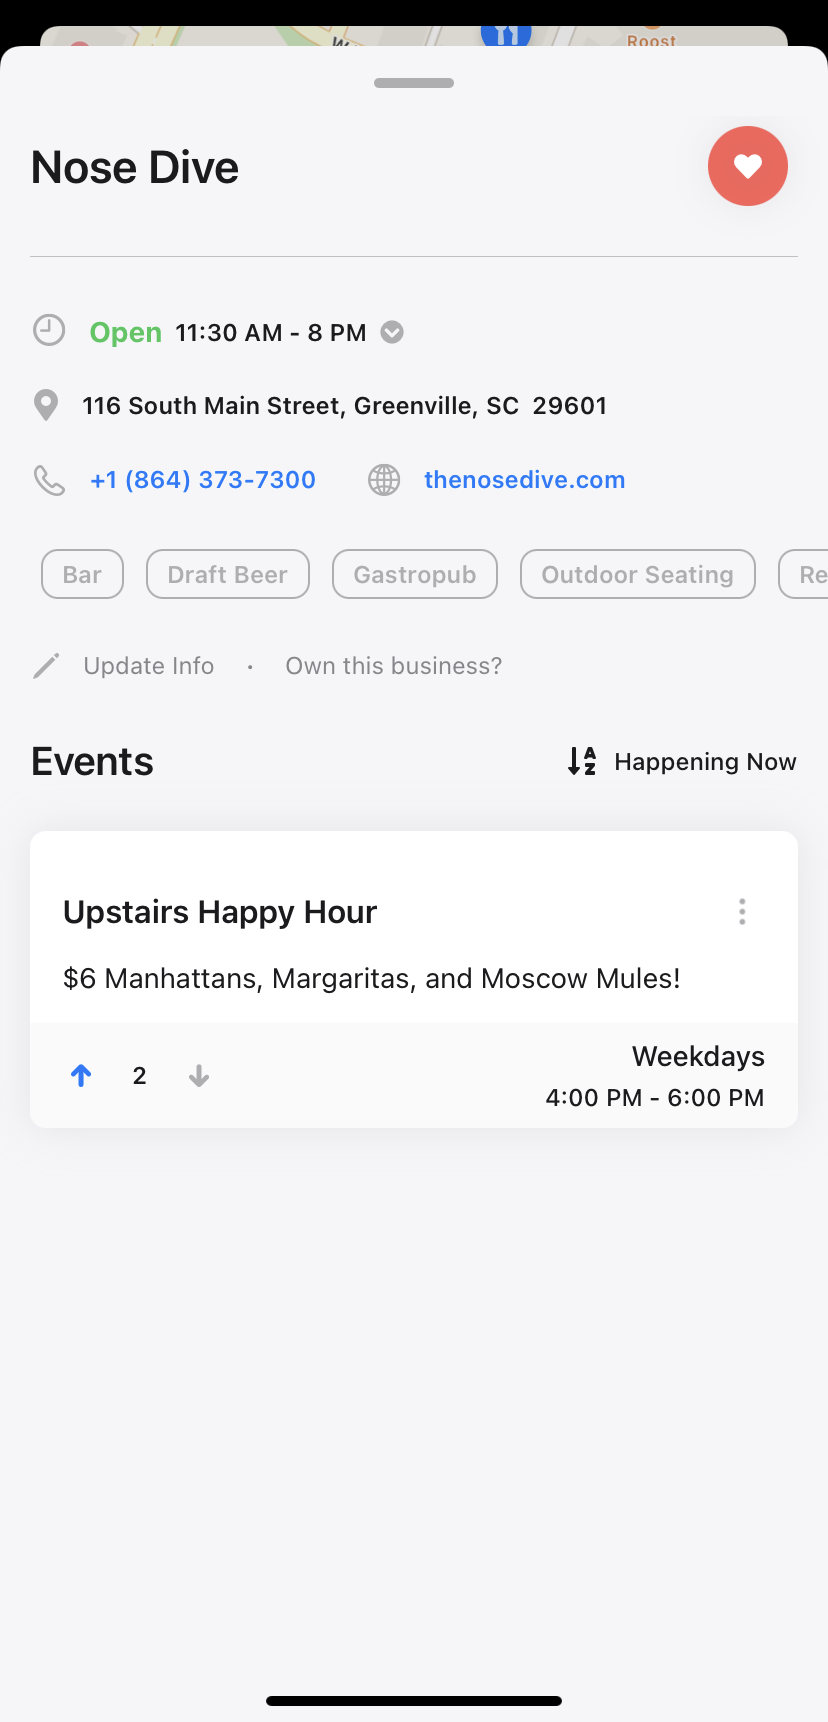 Roost
Nose Dive
Open 11:30 AM - 8 PM
116 South Main Street, Greenville, SC 29601
+1 (864) 373-7300 thenosedive.com
Bar Draft Beer Gastropub Outdoor Seating Re
Update Info · Own this business?
Events
A
Z
Happening Now
Upstairs Happy Hour
$6 Manhattans, Margaritas, and Moscow Mules!
2
Weekdays
4:00 PM - 6:00 PM